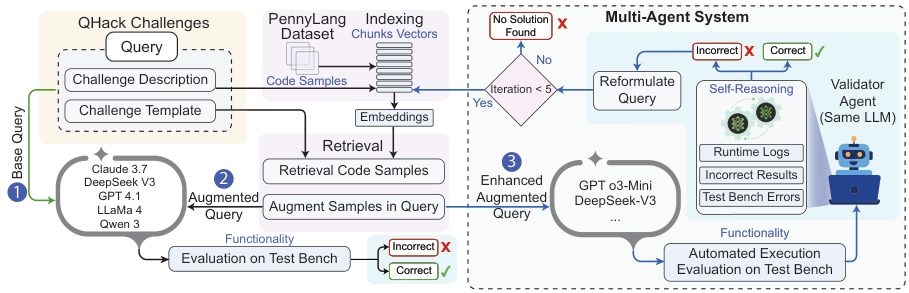 QHack Challenges
Query
Challenge Description
Challenge Template
PennyLang
Dataset
Code Samples
Indexing
Chunks Vectors
Embeddings
Retrieval
Retrieval Code Samples
Augment Samples in Query
1
Base Query
Claude 3.7
DeepSeek V3
GPT 4.1
LLaMa 4
Qwen 3
2
Augmented
Query
Functionality
Evaluation on Test Bench
Incorrect
Correct
3
Enhanced
Augmented
Query
Multi-Agent System
No Solution
Found
No
Iteration < 5
Yes
Reformulate
Query
Incorrect
Correct
Self-Reasoning
Runtime Logs
Incorrect Results
Test Bench Errors
Validator
Agent
(Same LLM)
GPT o3-Mini
DeepSeek-V3
...
Functionality
Automated Execution
Evaluation on Test Bench